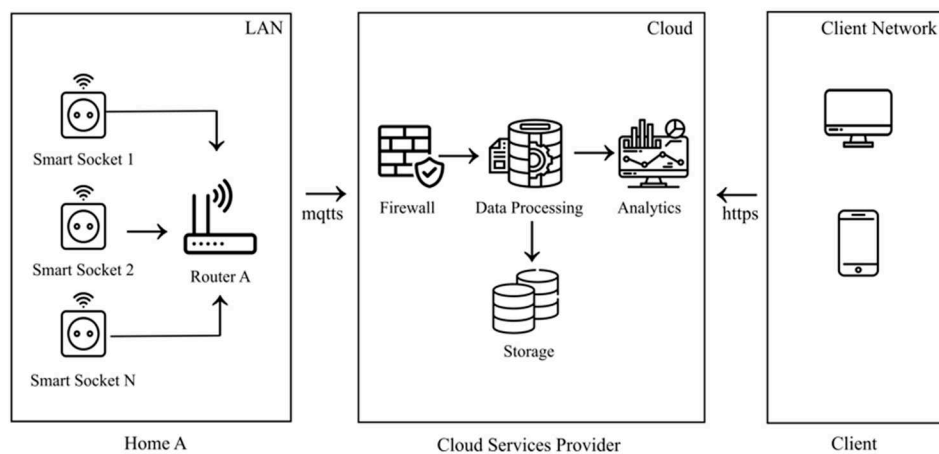 LAN
Smart Socket 1
Smart Socket 2
Smart Socket N
Router A
Home A
mqtts
Cloud
Firewall
Data Processing
Analytics
Storage
Cloud Services Provider
https
Client Network
Client